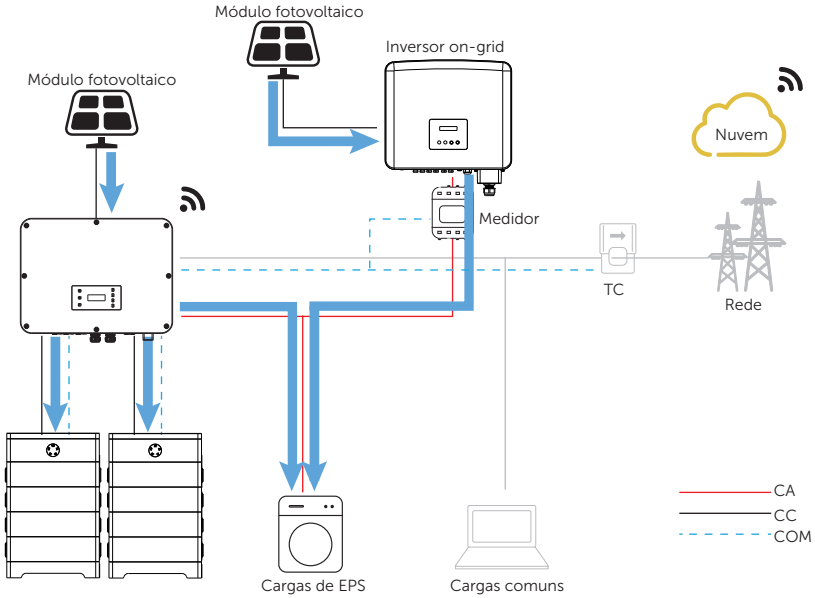 Módulo fotovoltaico
Inversor on-grid
Módulo fotovoltaico
Nuvem
Medidor
TC
Rede
CA
CC
COM
Cargas de EPS
Cargas comuns